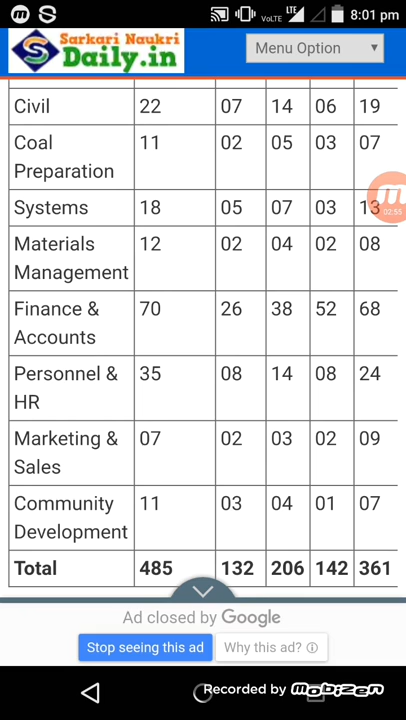 VoLTE LTE 8:01 pm
Sarkari Naukri
Daily.in
Menu Option
Civil 22 07 14 06 19
Coal Preparation 11 02 05 03 07
Systems 18 05 07 03 13
02:55
Materials Management 12 02 04 02 08
Finance & Accounts 70 26 38 52 68
Personnel & HR 35 08 14 08 24
Marketing & Sales 07 02 03 02 09
Community Development 11 03 04 01 07
Total 485 132 206 142 361
Ad closed by Google
Stop seeing this ad Why this ad?
Recorded by MOBIZEN